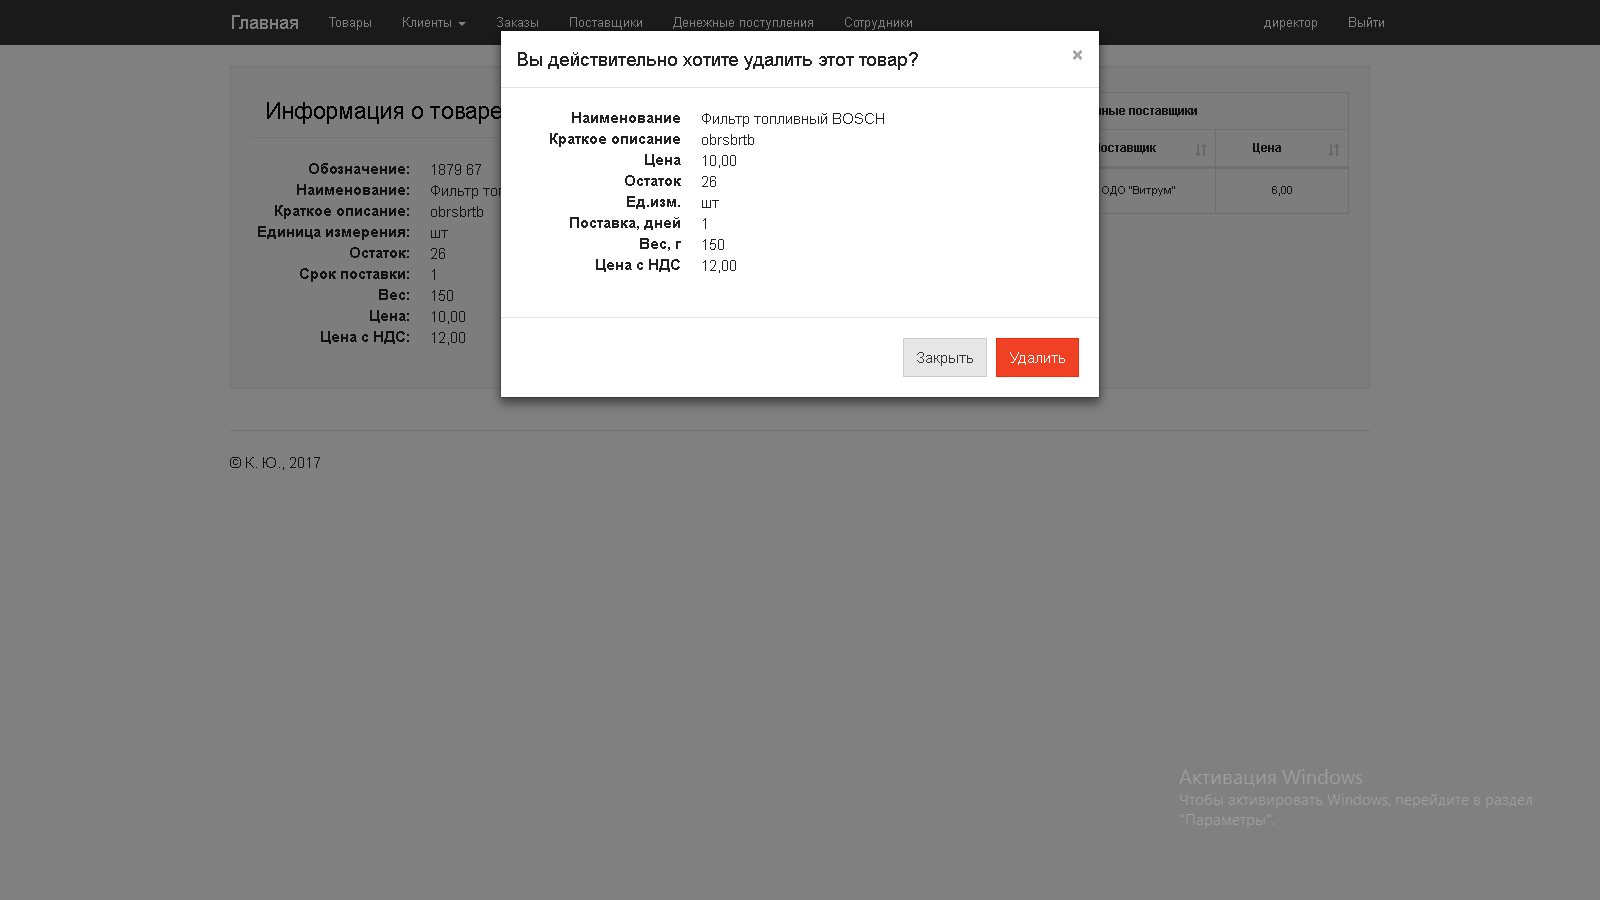 Главная Товары Клиенты Заказы Поставщики Денежные поступления Сотрудники директор Выйти
Вы действительно хотите удалить этот товар? ×
Наименование Фильтр топливный BOSCH
Краткое описание obrsbrtb
Цена 10,00
Остаток 26
Ед.изм. шт
Поставка, дней 1
Вес, г 150
Цена с НДС 12,00
Закрыть Удалить
Информация о товаре
Обозначение: 1879 67
Наименование: Фильтр
Краткое описание: obrsbrtb
Единица измерения: шт
Остаток: 26
Срок поставки: 1
Вес: 150
Цена: 10,00
Цена с НДС: 12,00
поставщики
Цена
ОДО "Витрум" 6,00
© К. Ю., 2017
Активация Windows
Чтобы активировать Windows, перейдите в раздел
"Параметры".